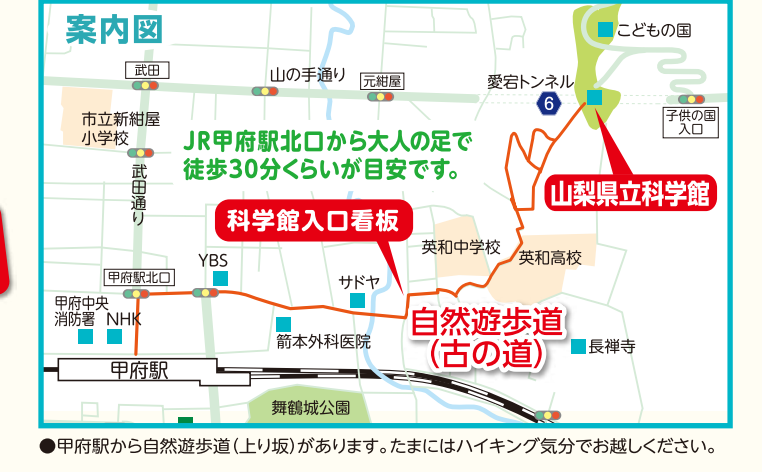 案内図
こどもの国
武田
山の手通り
元紺屋
愛宕トンネル
6
子供の国
入口
市立新紺屋
小学校
JR甲府駅北口から大人の足で
徒歩30分くらいが目安です。
武田通り
山梨県立科学館
科学館入口看板
英和中学校
英和高校
YBS
甲府駅北口
サドヤ
甲府中央
消防署
NHK
自然遊歩道
(古の道)
箭本外科医院
長禅寺
甲府駅
舞鶴城公園
●甲府駅から自然遊歩道(上り坂)があります。たまにはハイキング気分でお越しください。